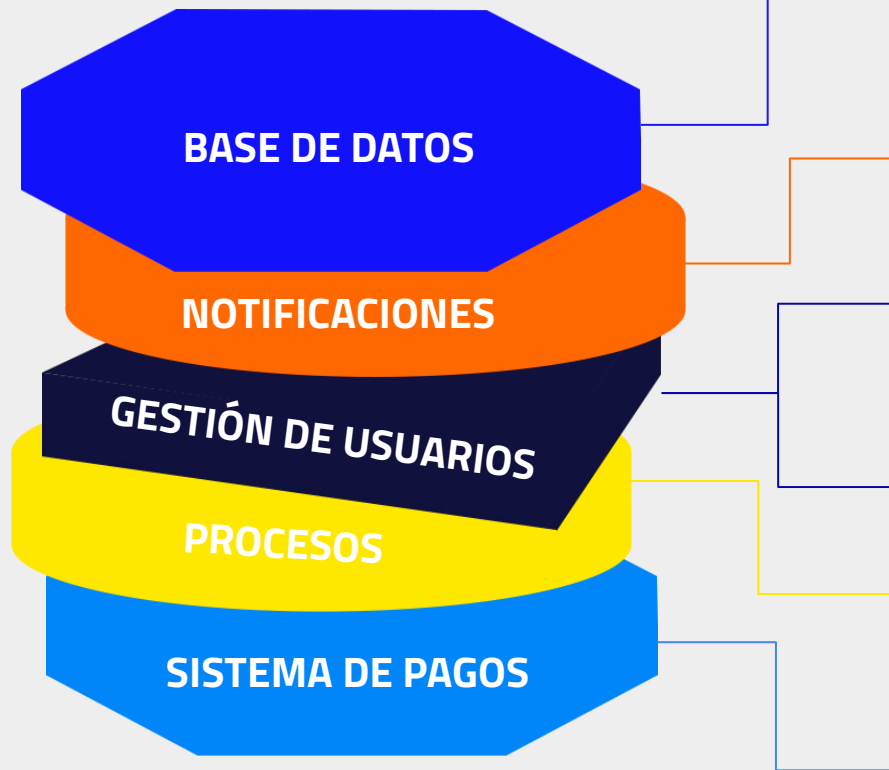 BASE DE DATOS
NOTIFICACIONES
GESTIÓN DE USUARIOS
PROCESOS
SISTEMA DE PAGOS